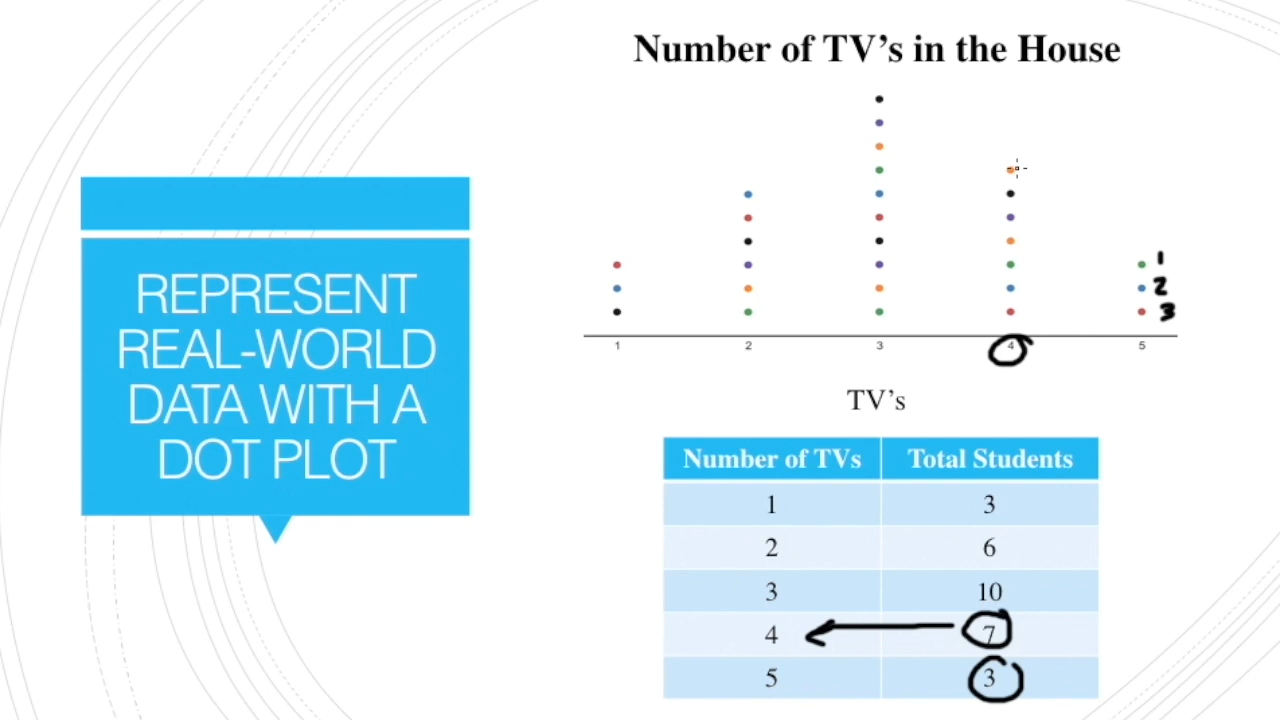 Number of TV's in the House
REPRESENT
REAL-WORLD
DATA WITH A
DOT PLOT
1
2
3
1 2 3 4 5
TV's
Number of TVs Total Students
1 3
2 6
3 10
4 7
5 3